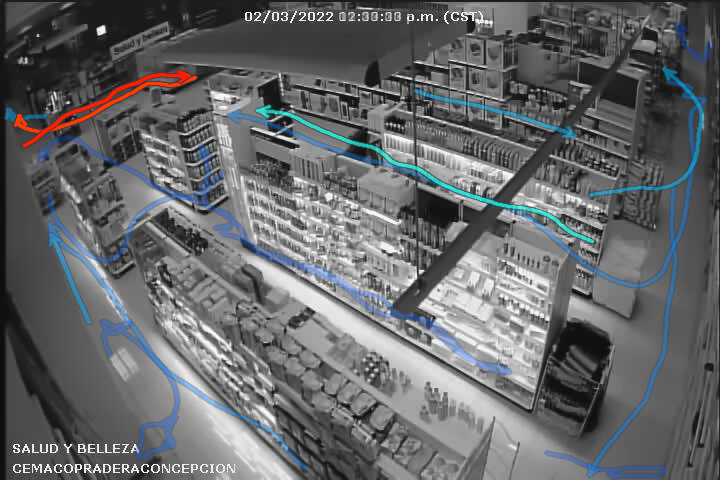 02/03/2022 p.m. (CST)
Salud y belleza
SALUD Y BELLEZA
CEMACOPRADERACONCEPCION